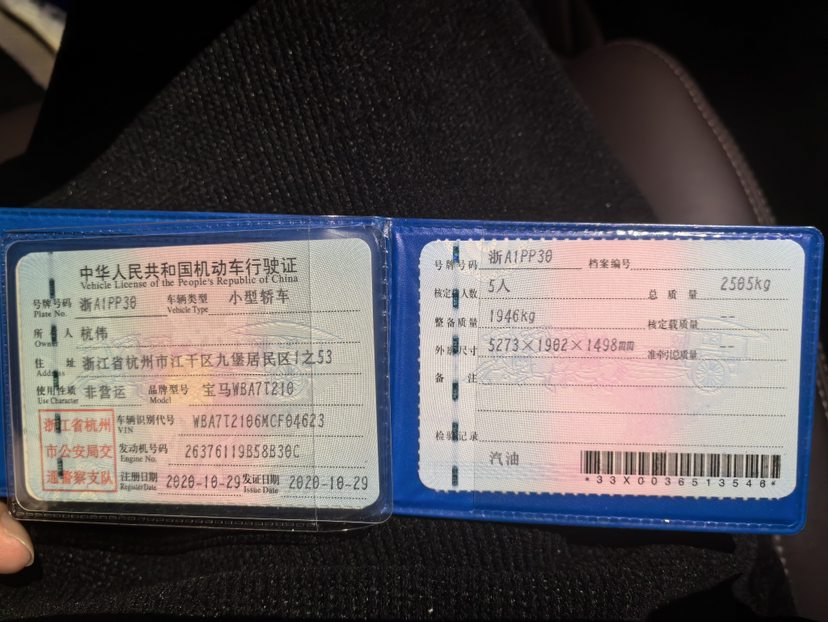 中华人民共和国机动车行驶证
Vehicle License of the People's Republic of China
号牌号码 浙A1PP30 车辆类型 小型轿车
Plate No. Vehicle Type
所 人 杭伟
Owner
住 址 浙江省杭州市江干区九堡居民区1之53
Address
使用性质 非营运 品牌型号 宝马WBA7T210
Use Character Model
浙江省杭州
市公安局交
通警察支队
车辆识别代号 WBA7T2106MCF04623
VIN
发动机号码 26376119B58B30C
Engine No.
注册日期 2020-10-29 发证日期 2020-10-29
Register Date Issue Date
号牌号码 浙A1PP30 档案编号
核定 人数 5人 总质量 2505kg
整备质量 1946kg 核定载质量 --
外廓尺寸 5273×1902×1498mm 准牵引总质量 --
备 注
检验记录
汽油
*33X0036513546*